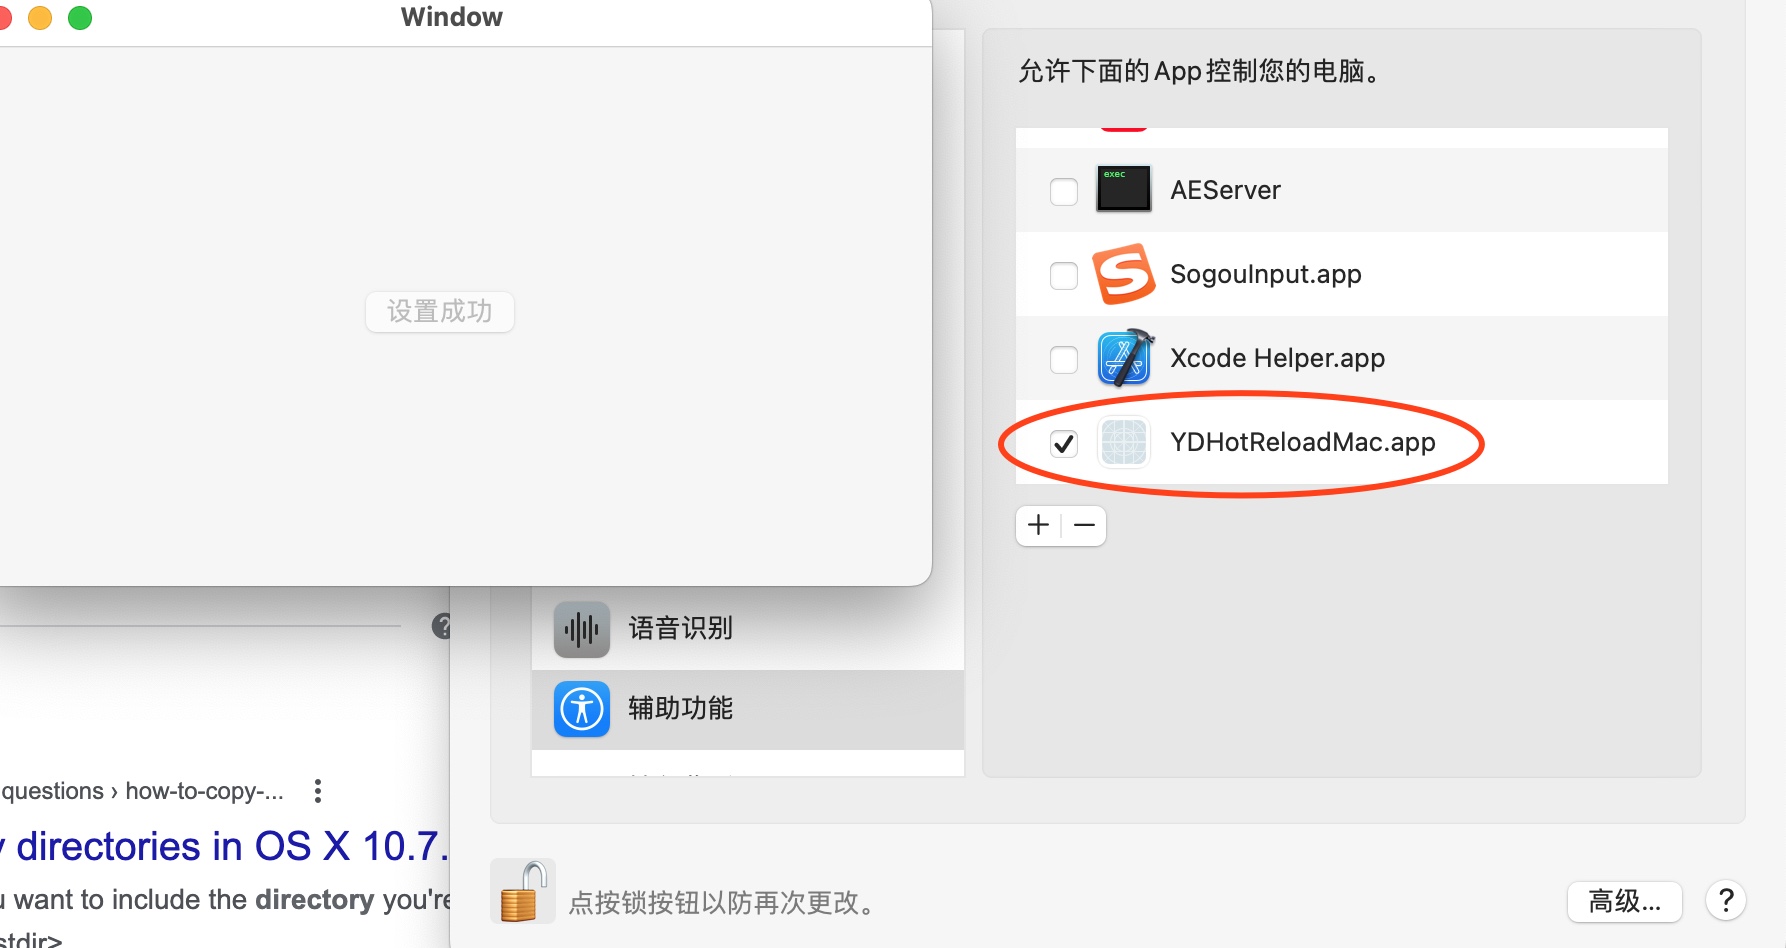 Window
设置成功
允许下面的App控制您的电脑。
exec
AEServer
SogouInput.app
Xcode Helper.app
YDHotReloadMac.app
+ −
语音识别
辅助功能
?
questions › how-to-copy-...
directories in OS X 10.7.
want to include the directory you're
stdir>
点按锁按钮以防再次更改。
高级...
?